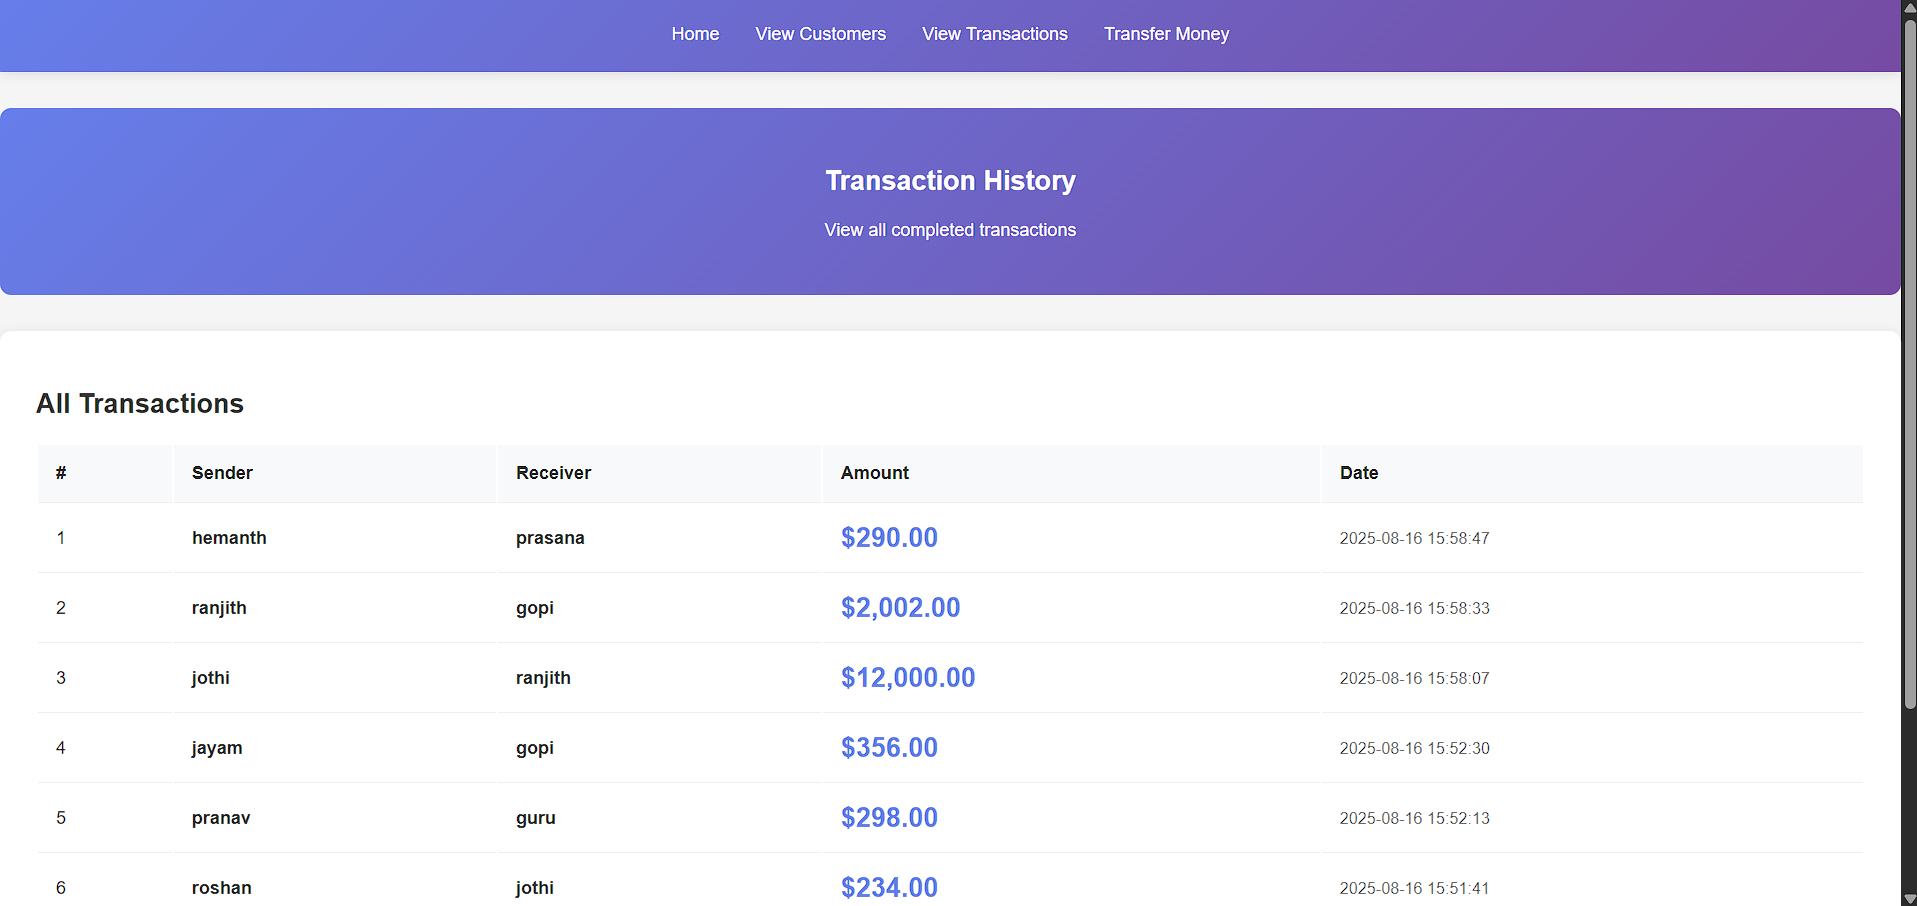 Home View Customers View Transactions Transfer Money
Transaction History
View all completed transactions
All Transactions
# Sender Receiver Amount Date
1 hemanth prasana $290.00 2025-08-16 15:58:47
2 ranjith gopi $2,002.00 2025-08-16 15:58:33
3 jothi ranjith $12,000.00 2025-08-16 15:58:07
4 jayam gopi $356.00 2025-08-16 15:52:30
5 pranav guru $298.00 2025-08-16 15:52:13
6 roshan jothi $234.00 2025-08-16 15:51:41